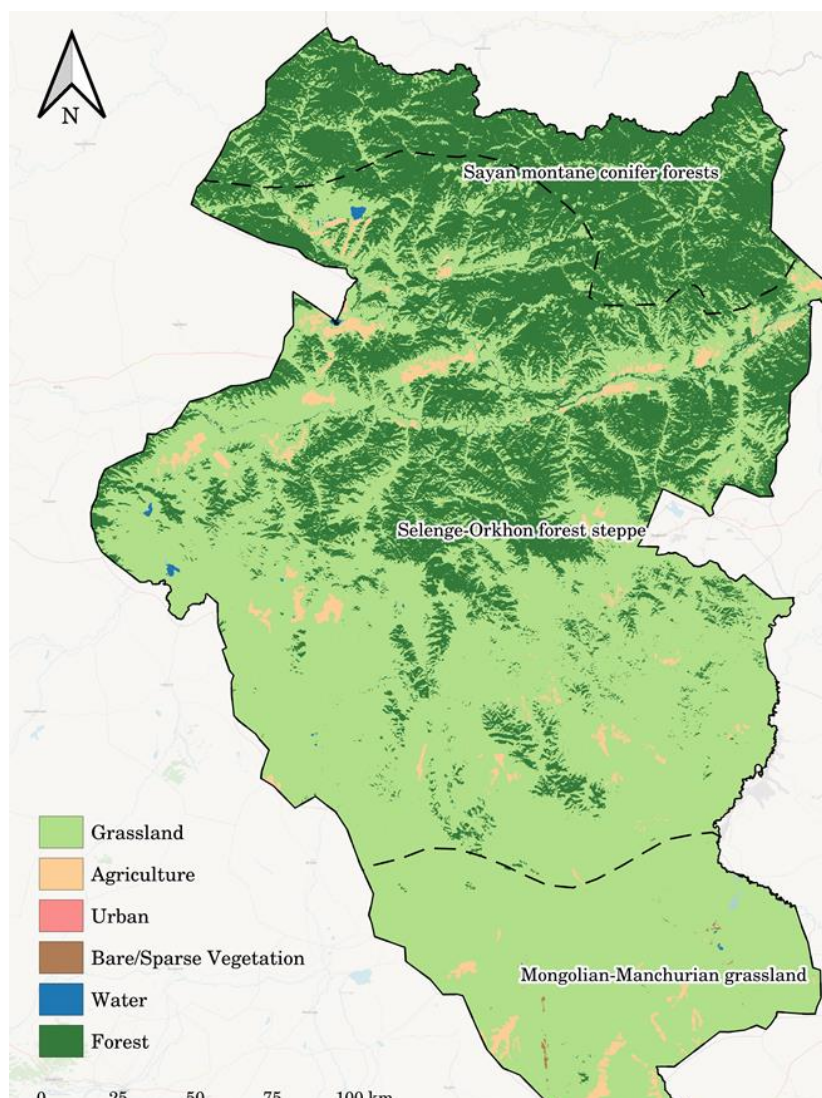 N
Sayan montane conifer forests
Selenge-Orkhon forest steppe
Mongolian-Manchurian grassland
Grassland
Agriculture
Urban
Bare/Sparse Vegetation
Water
Forest
0 25 50 75 100 km